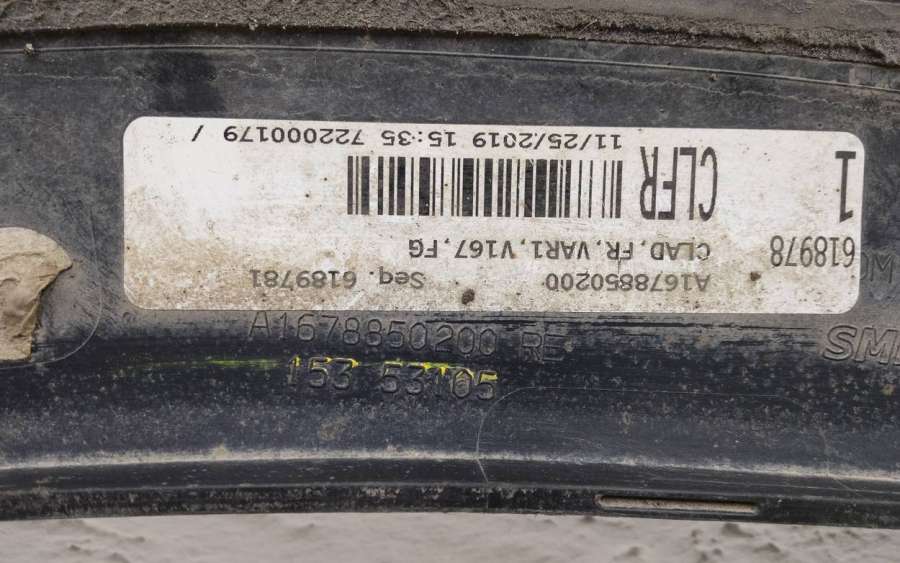 1
618978
CLFR
11/25/2019 15:35 722000179 /
CLAD, FR, VAR1, V167, FG
A1678850200 Seq. 6189781
A1678850200 RE
153 53105